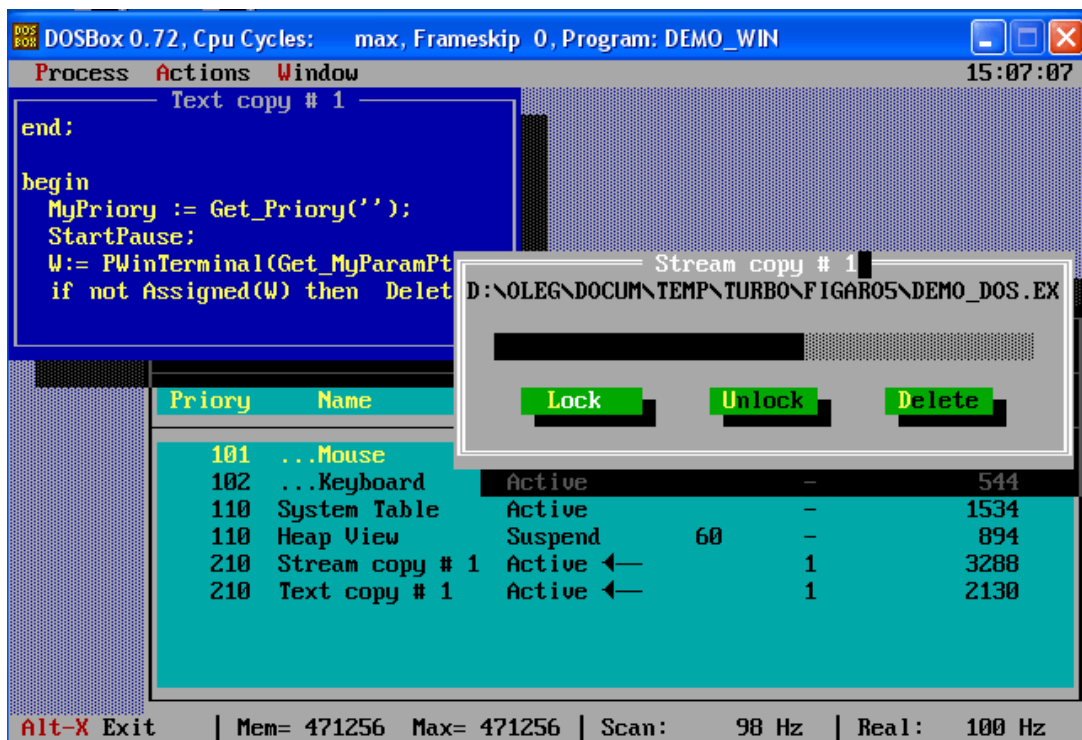 DOS BOX DOSBox 0.72, Cpu Cycles: max, Frameskip 0, Program: DEMO_WIN
Process Actions Window 15:07:07
Text copy # 1
end;
begin
MyPriory := Get_Priory('');
StartPause;
W:= PWinTerminal(Get_MyParamPt
if not Assigned(W) then Delet
Stream copy # 1
D:\OLEG\DOCUM\TEMP\TURBO\FIGARO5\DEMO_DOS.EX
Lock Unlock Delete
Priory Name
101 ...Mouse
102 ...Keyboard Active - 544
110 System Table Active - 1534
110 Heap View Suspend 60 - 894
210 Stream copy # 1 Active ◄─ 1 3288
210 Text copy # 1 Active ◄─ 1 2130
Alt-X Exit | Mem= 471256 Max= 471256 | Scan: 98 Hz | Real: 100 Hz